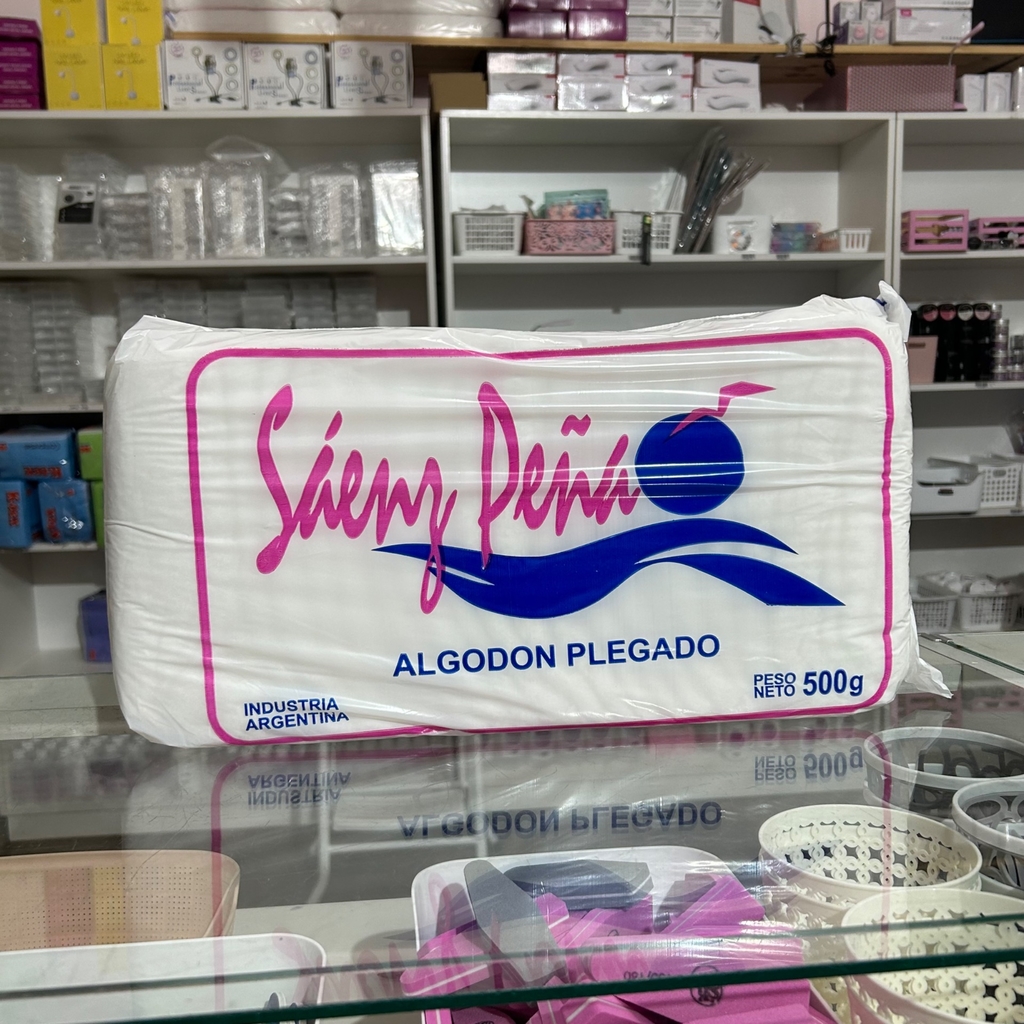 Sáenz Peña
ALGODON PLEGADO
INDUSTRIA
ARGENTINA
PESO
NETO 500g